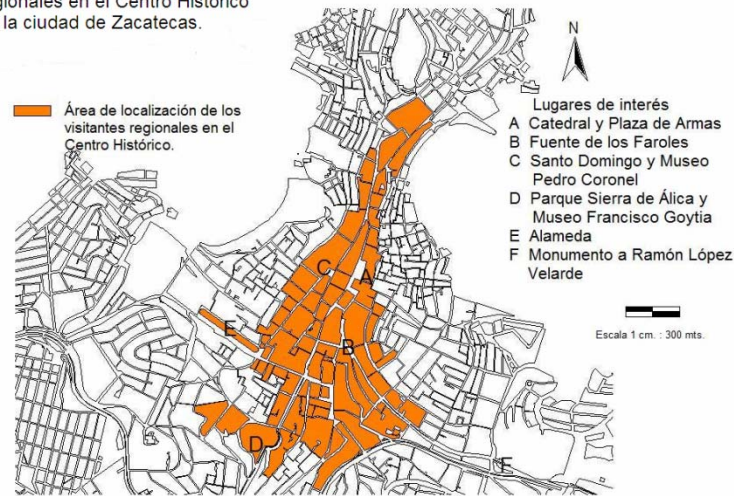 gionales en el Centro Histórico
la ciudad de Zacatecas.
Área de localización de los
visitantes regionales en el
Centro Histórico.
N
Lugares de interés
A Catedral y Plaza de Armas
B Fuente de los Faroles
C Santo Domingo y Museo
Pedro Coronel
D Parque Sierra de Álica y
Museo Francisco Goytia
E Alameda
F Monumento a Ramón López
Velarde
Escala 1 cm. : 300 mts.
C
A
E
B
D
F